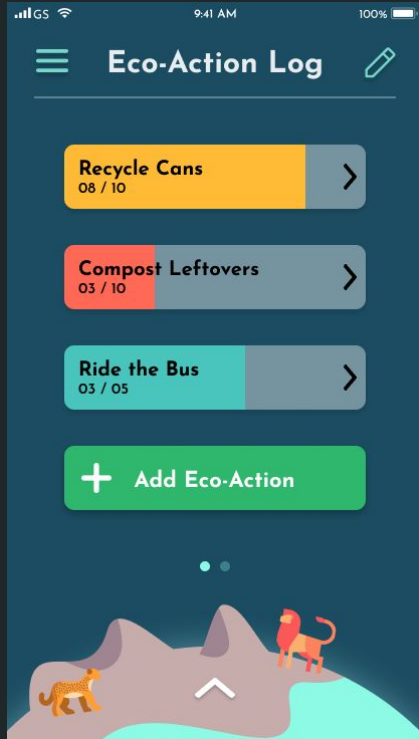 GS 9:41 AM 100%
Eco-Action Log
Recycle Cans
08 / 10
Compost Leftovers
03 / 10
Ride the Bus
03 / 05
Add Eco-Action